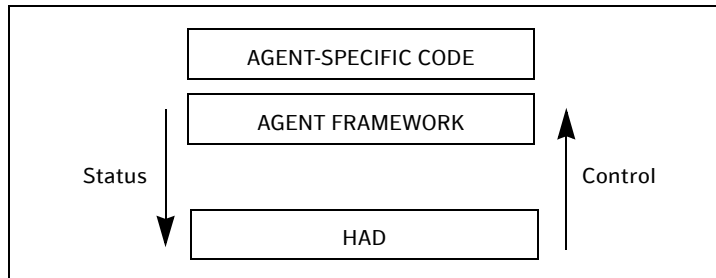 AGENT-SPECIFIC CODE
AGENT FRAMEWORK
Status
Control
HAD